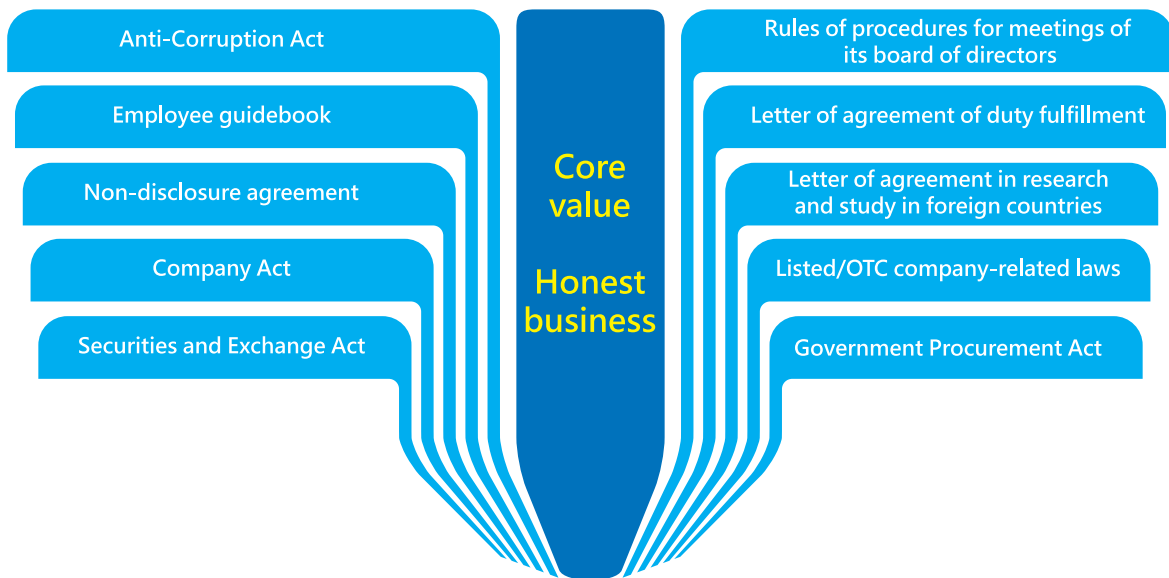 Anti-Corruption Act
Employee guidebook
Non-disclosure agreement
Company Act
Securities and Exchange Act
Core
value
Honest
business
Rules of procedures for meetings of
its board of directors
Letter of agreement of duty fulfillment
Letter of agreement in research
and study in foreign countries
Listed/OTC company-related laws
Government Procurement Act